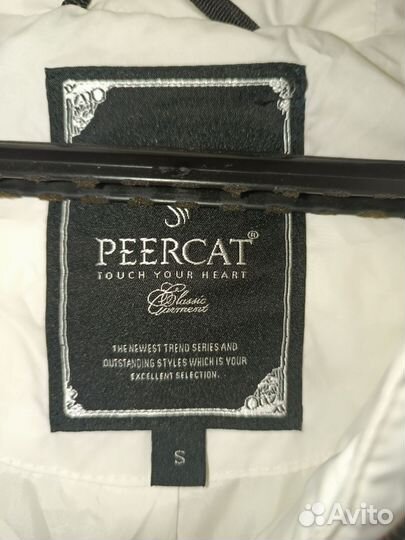 PEERCAT®
TOUCH YOUR HEART
Classic
Garment
THE NEWEST TREND SERIES AND
OUTSTANDING STYLES WHICH IS YOUR
EXCELLENT SELECTION.
S
Avito